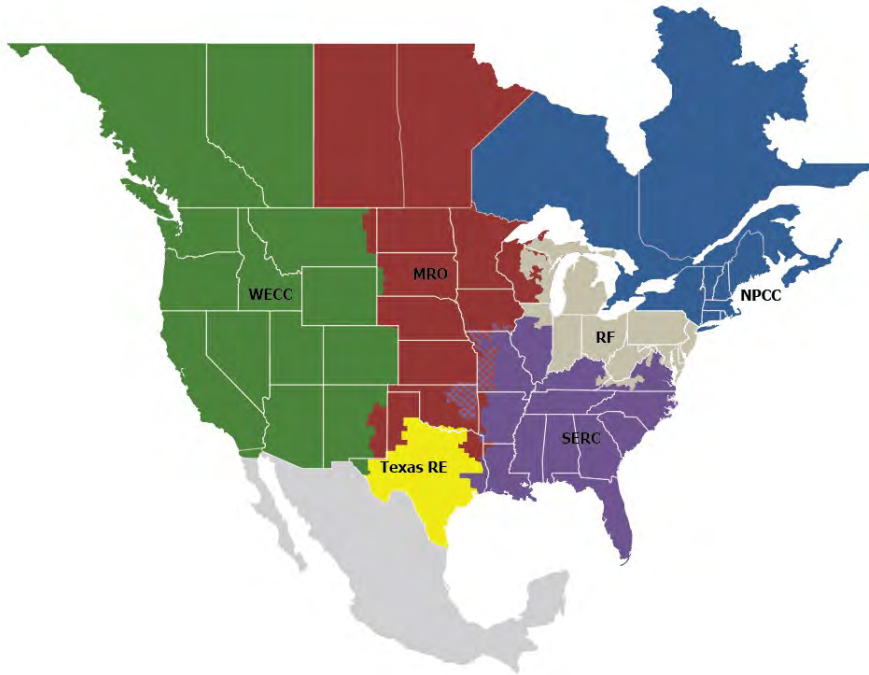 WECC
MRO
NPCC
RF
SERC
Texas RE